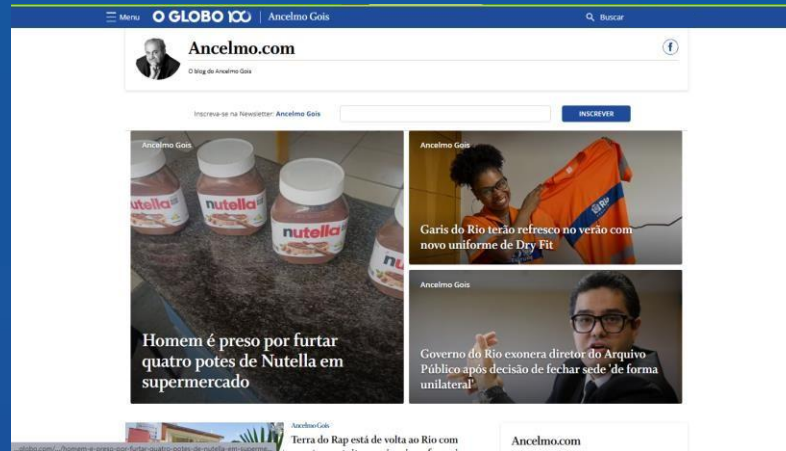 Menu O GLOBO 100 | Ancelmo Gois Buscar
Ancelmo.com
O blog do Ancelmo Gois
Inscreva-se na Newsletter: Ancelmo Gois INSCREVER
Ancelmo Gois
nutella
nutella
nutella
Homem é preso por furtar
quatro potes de Nutella em
supermercado
Ancelmo Gois
Garis do Rio terão refresco no verão com
novo uniforme de Dry Fit
Ancelmo Gois
Governo do Rio exonera diretor do Arquivo
Público após decisão de fechar sede 'de forma
unilateral'
Ancelmo Gois
Terra do Rap está de volta ao Rio com
Ancelmo.com